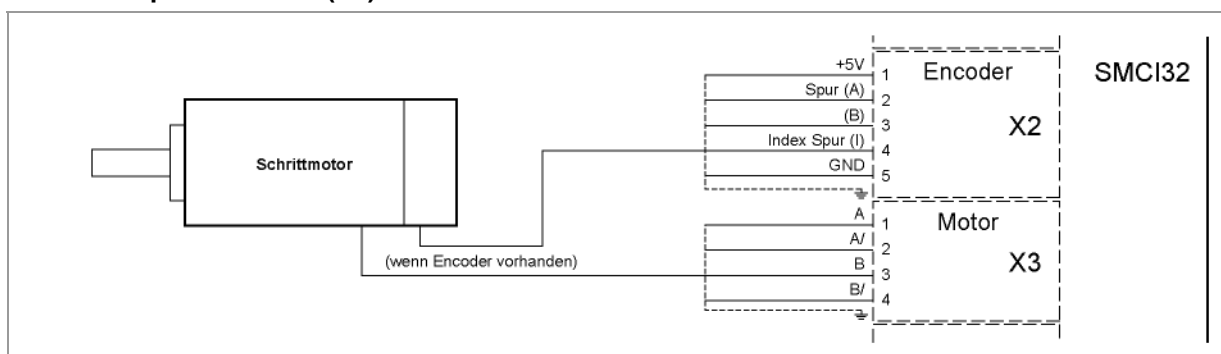 +5V
1
Encoder
SMCI32
Spur (A)
2
(B)
3
X2
Index Spur (I)
4
GND
5
Schrittmotor
A
1
Motor
A/
2
(wenn Encoder vorhanden)
B
3
X3
B/
4